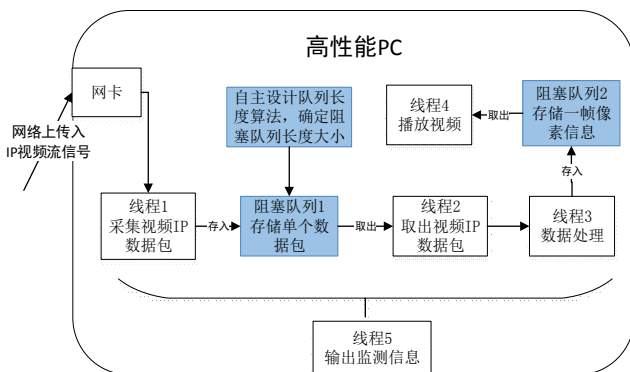 高性能PC
网卡
网络上传入
IP视频流信号
自主设计队列长
度算法，确定阻
塞队列长度大小
线程4
播放视频
取出
阻塞队列2
存储一帧像
素信息
存入
线程1
采集视频IP
数据包
存入
阻塞队列1
存储单个数
据包
取出
线程2
取出视频IP
数据包
线程3
数据处理
线程5
输出监测信息